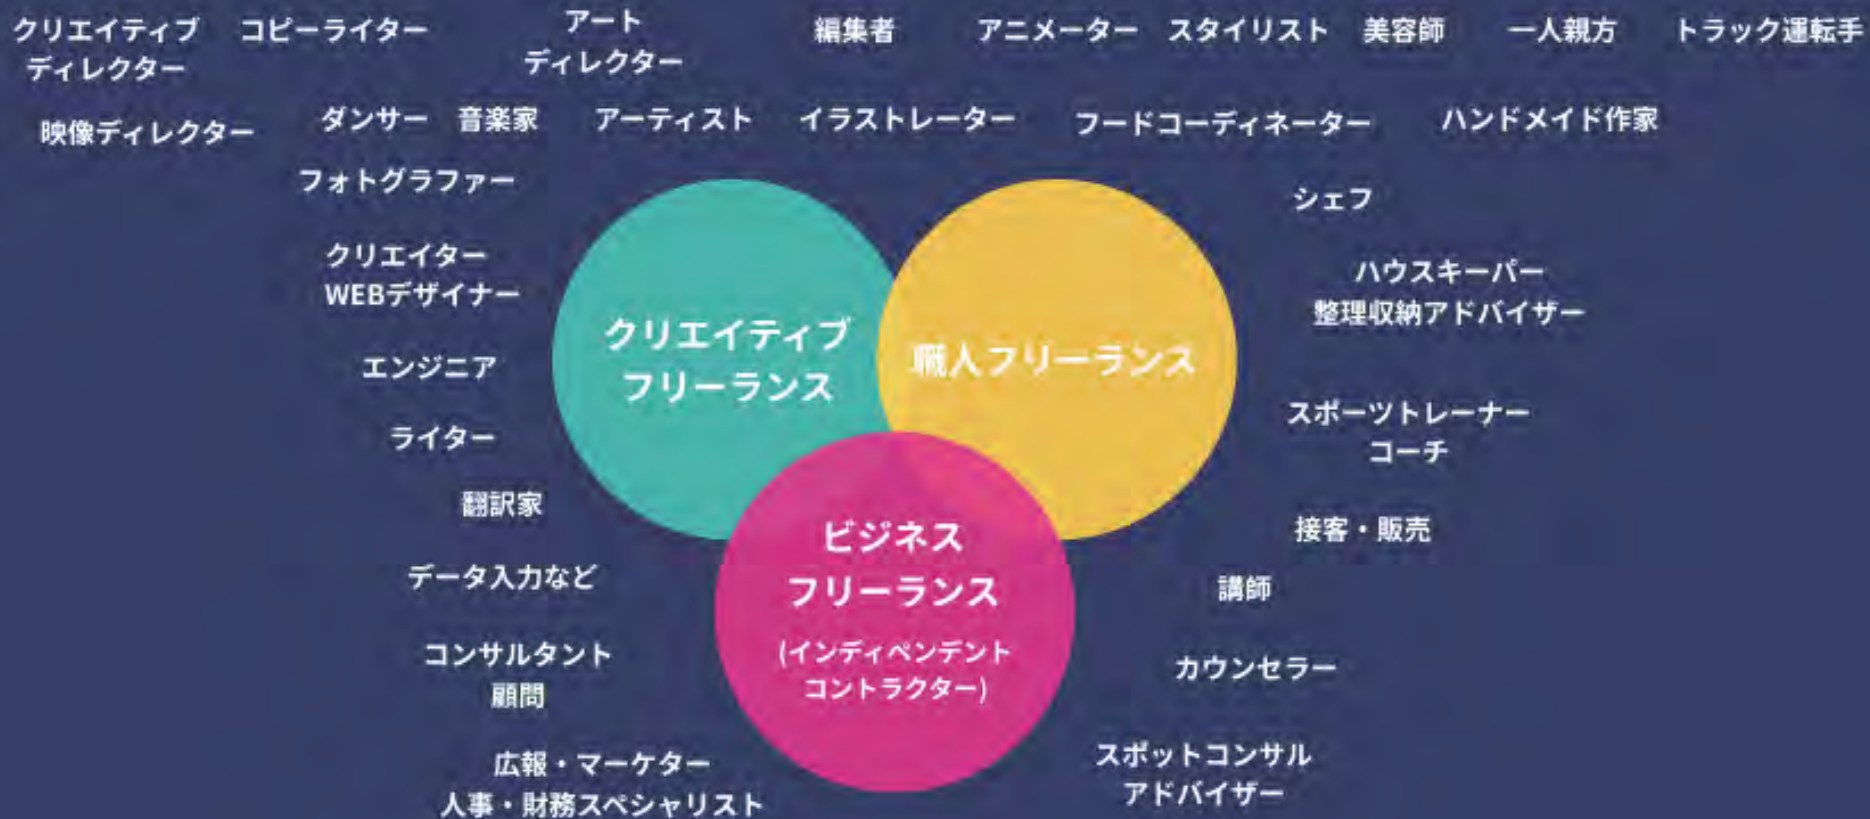 クリエイティブ
ディレクター
コピーライター
アート
ディレクター
編集者
アニメーター
スタイリスト
美容師
一人親方
トラック運転手
映像ディレクター
ダンサー
音楽家
アーティスト
イラストレーター
フードコーディネーター
ハンドメイド作家
フォトグラファー
シェフ
クリエイター
WEBデザイナー
ハウスキーパー
整理収納アドバイザー
クリエイティブ
フリーランス
職人フリーランス
エンジニア
ライター
スポーツトレーナー
コーチ
翻訳家
接客・販売
ビジネス
フリーランス
(インディペンデント
コントラクター)
データ入力など
講師
コンサルタント
顧問
カウンセラー
広報・マーケター
人事・財務スペシャリスト
スポットコンサル
アドバイザー